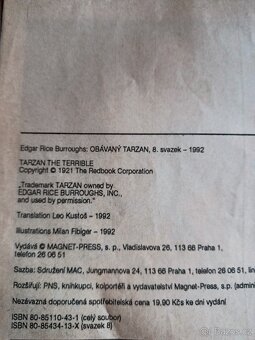 Edgar Rice Burroughs: OBÁVANÝ TARZAN, 8. svazek – 1992
TARZAN THE TERRIBLE
Copyright © 1921 The Redbook Corporation
„Trademark TARZAN owned by
EDGAR RICE BURROUGHS, INC.,
and used by permission.“
Translation Leo Kustoš – 1992
Illustrations Milan Fibiger – 1992
Vydává © MAGNET-PRESS, s. p., Vladislavova 26, 113 66 Praha 1,
telefon 26 06 51
Sazba: Sdružení MAC, Jungmannova 24, 113 66 Praha 1, telefon 26 06 51, lin
Rozšiřují: PNS, knihkupci, kolportéři a vydavatelství Magnet-Press, s.p. (admini
Nezávazná doporučená spotřebitelská cena 19,90 Kčs ke dni vydání
ISBN 80-85110-43-1 (celý soubor)
ISBN 80-85434-13-X (svazek 8)